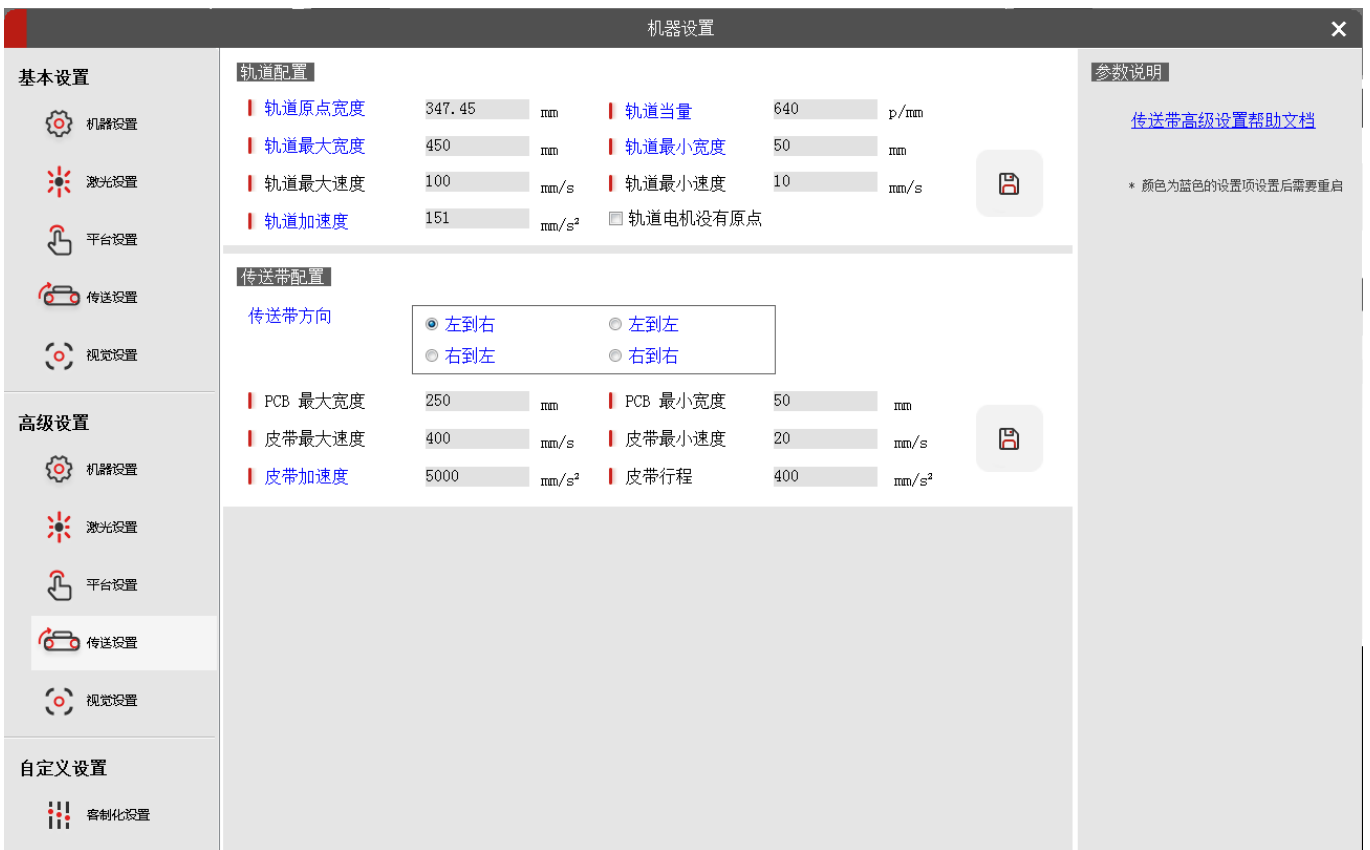 机器设置
基本设置
机器设置
激光设置
平台设置
传送设置
视觉设置
高级设置
机器设置
激光设置
平台设置
传送设置
视觉设置
自定义设置
客制化设置
轨道配置
轨道原点宽度 347.45 mm 轨道当量 640 p/mm
轨道最大宽度 450 mm 轨道最小宽度 50 mm
轨道最大速度 100 mm/s 轨道最小速度 10 mm/s
轨道加速度 151 mm/s² 轨道电机没有原点
传送带配置
传送带方向 左到右 左到左
右到左 右到右
PCB 最大宽度 250 mm PCB 最小宽度 50 mm
皮带最大速度 400 mm/s 皮带最小速度 20 mm/s
皮带加速度 5000 mm/s² 皮带行程 400 mm/s²
参数说明
传送带高级设置帮助文档
* 颜色为蓝色的设置项设置后需要重启